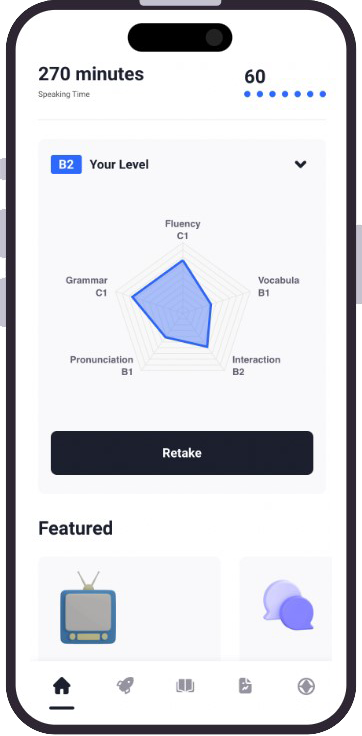 270 minutes
60
Speaking Time
B2 Your Level
Fluency
C1
Grammar
C1
Vocabula
B1
Pronunciation
B1
Interaction
B2
Retake
Featured